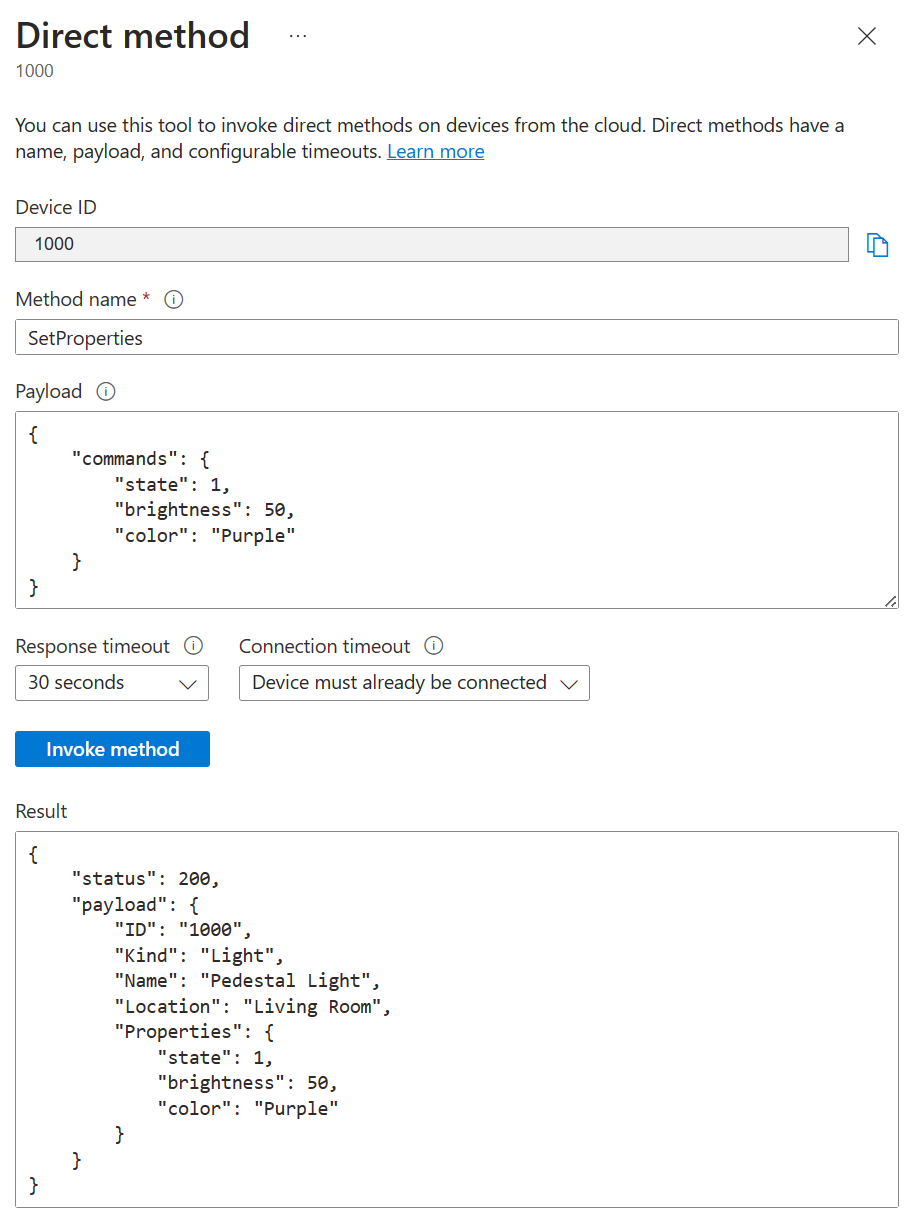 Direct method ...
1000
You can use this tool to invoke direct methods on devices from the cloud. Direct methods have a
name, payload, and configurable timeouts. Learn more
Device ID
1000
Method name *
SetProperties
Payload
{
    "commands": {
        "state": 1,
        "brightness": 50,
        "color": "Purple"
    }
}
Response timeout Connection timeout
30 seconds Device must already be connected
Invoke method
Result
{
    "status": 200,
    "payload": {
        "ID": "1000",
        "Kind": "Light",
        "Name": "Pedestal Light",
        "Location": "Living Room",
        "Properties": {
            "state": 1,
            "brightness": 50,
            "color": "Purple"
        }
    }
}